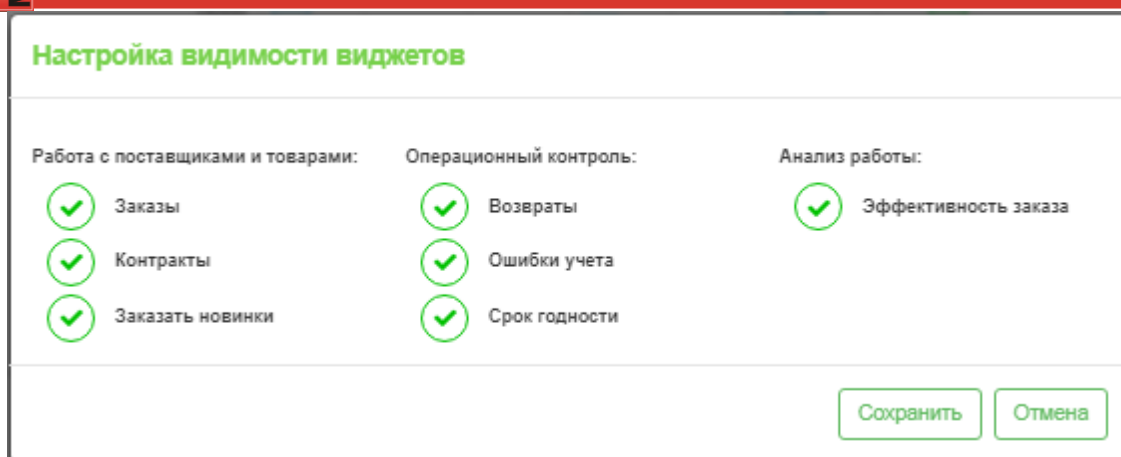 Настройка видимости виджетов
Работа с поставщиками и товарами:
Заказы
Контракты
Заказать новинки
Операционный контроль:
Возвраты
Ошибки учета
Срок годности
Анализ работы:
Эффективность заказа
Сохранить
Отмена